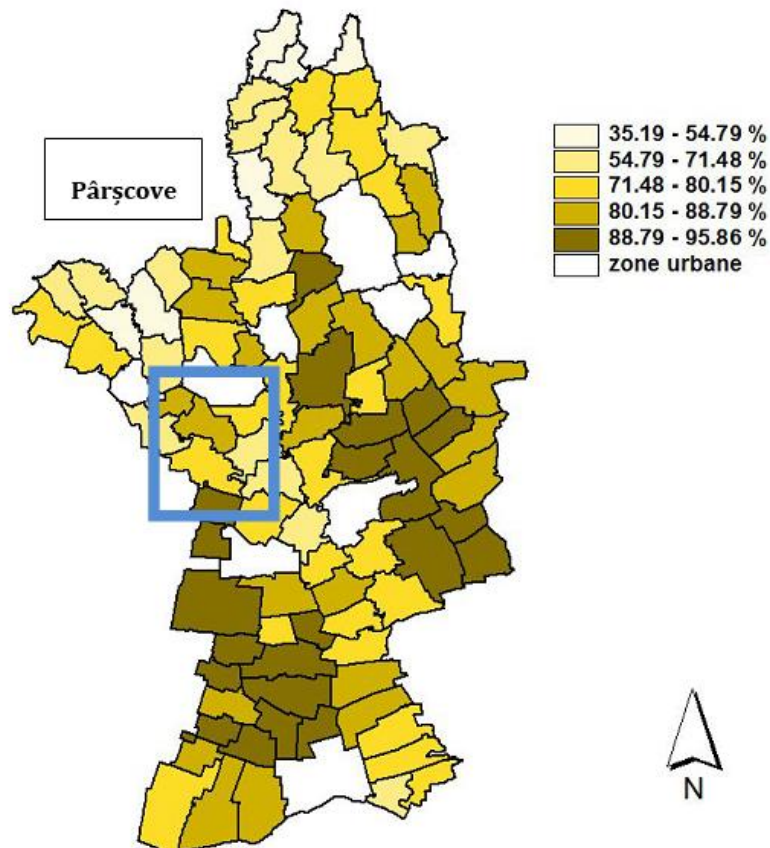 Pârșcove
35.19 - 54.79 %
54.79 - 71.48 %
71.48 - 80.15 %
80.15 - 88.79 %
88.79 - 95.86 %
zone urbane
N